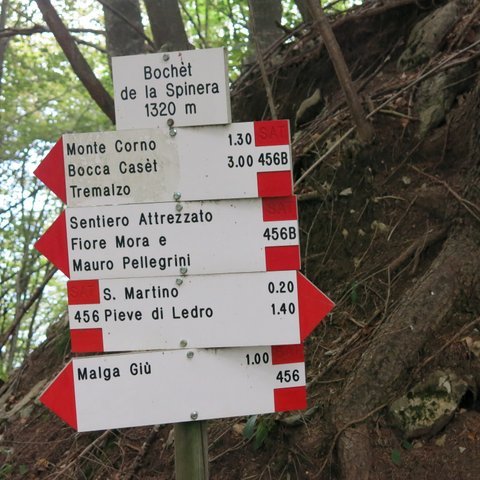 Bochèt
de la Spinera
1320 m
SAT
Monte Corno 1.30
Bocca Casèt 3.00 456B
Tremalzo
SAT
Sentiero Attrezzato
Fiore Mora e 456B
Mauro Pellegrini
SAT S. Martino 0.20
456 Pieve di Ledro 1.40
Malga Giù 1.00
456